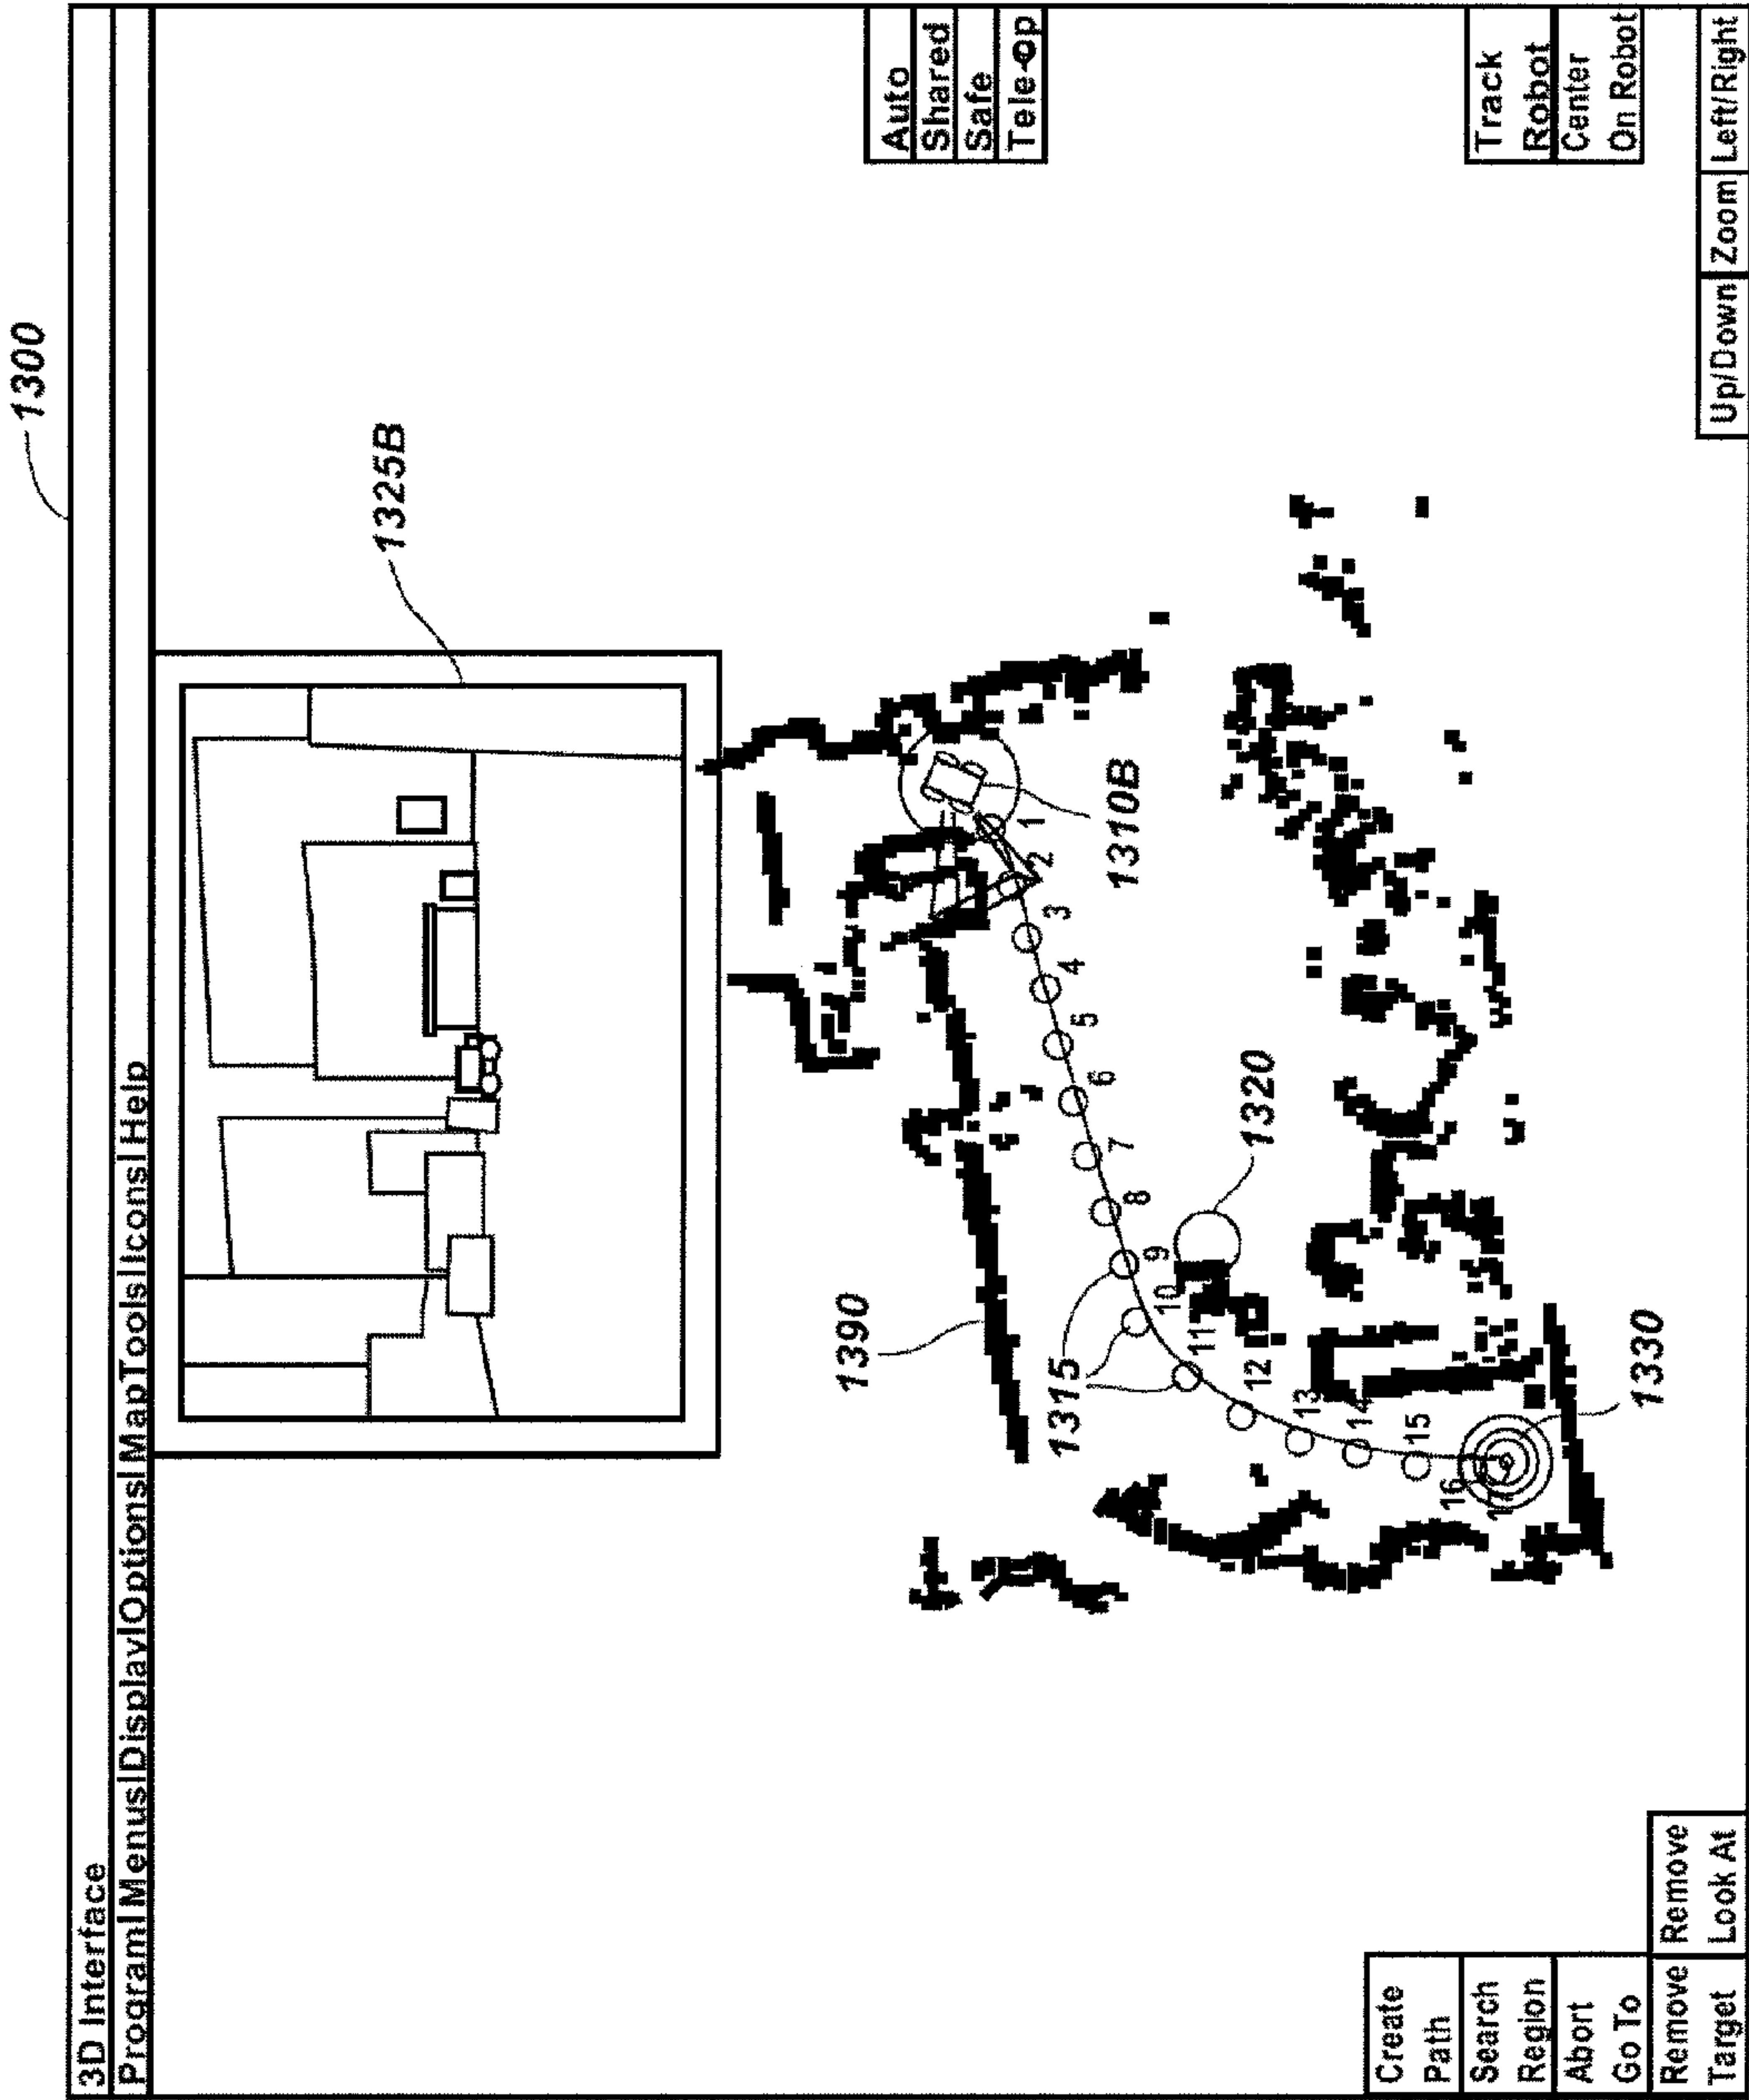 1300
3D Interface
Program|Menus|Display|Options|Map Tools|Icons|Help
1325B
Auto
Shared
Safe
Tele-op
1390
1
2
3
4
5
6
7
8
9
10
11
12
13
14
15
16
17
1310B
1315
1320
1330
Create
Path
Search
Region
Abort
Go To
Remove
Target
Remove
Look At
Track
Robot
Center
On Robot
Up/Down|Zoom|Left/Right